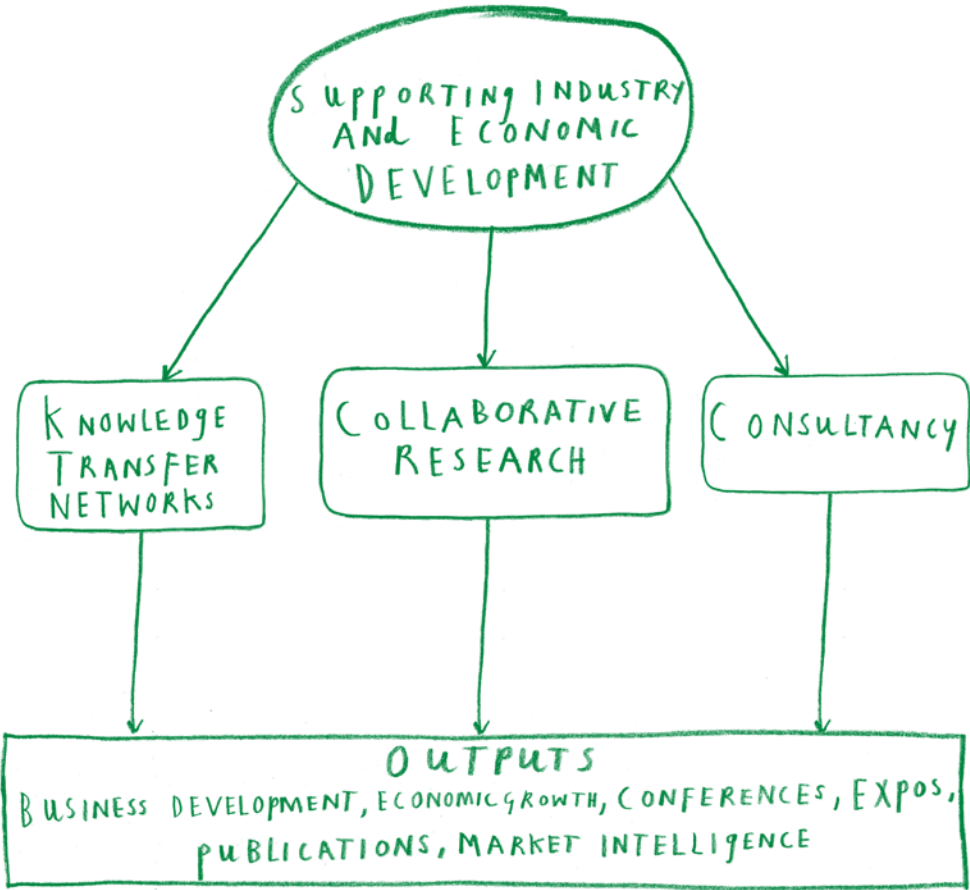 SUPPORTING INDUSTRY
AND ECONOMIC
DEVELOPMENT
KNOWLEDGE
TRANSFER
NETWORKS
COLLABORATIVE
RESEARCH
CONSULTANCY
OUTPUTS
BUSINESS DEVELOPMENT, ECONOMIC GROWTH, CONFERENCES, EXPOS,
PUBLICATIONS, MARKET INTELLIGENCE